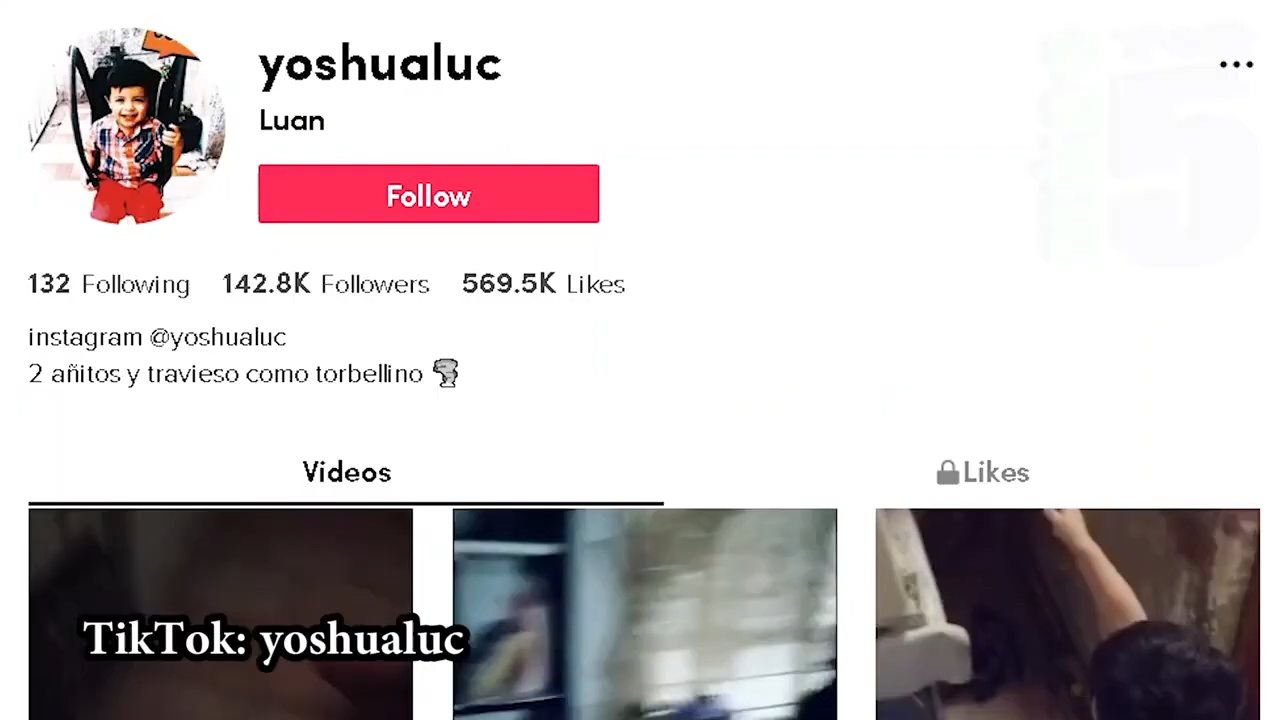 yoshualuc
Luan
Follow
132 Following 142.8K Followers 569.5K Likes
instagram @yoshualuc
2 añitos y travieso como torbellino 🌪
Videos
Likes
TikTok: yoshualuc